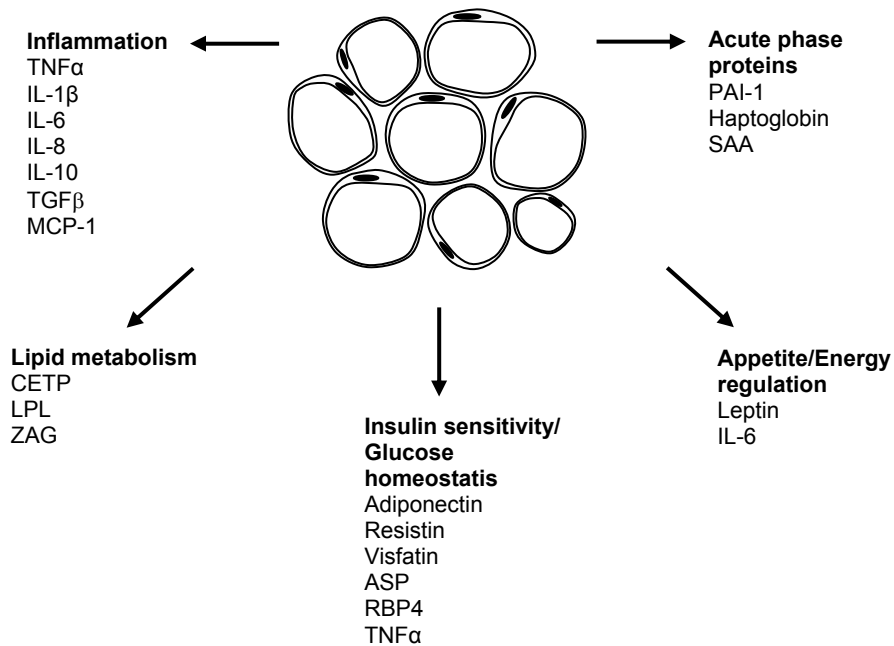 Inflammation
TNFα
IL-1β
IL-6
IL-8
IL-10
TGFβ
MCP-1
Acute phase
proteins
PAI-1
Haptoglobin
SAA
Lipid metabolism
CETP
LPL
ZAG
Insulin sensitivity/
Glucose
homeostatis
Adiponectin
Resistin
Visfatin
ASP
RBP4
TNFα
Appetite/Energy
regulation
Leptin
IL-6